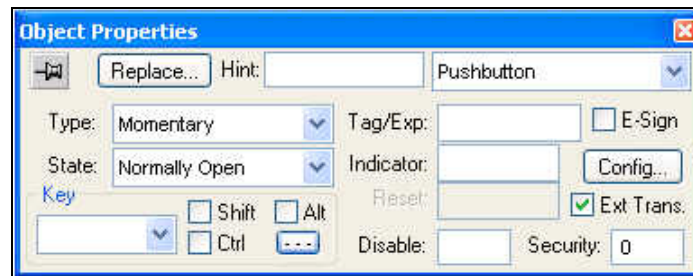 Object Properties
Replace... Hint: Pushbutton
Type: Momentary Tag/Exp: E-Sign
State: Normally Open Indicator: Config...
Key Reset: Ext Trans.
Shift Alt
Ctrl ... Disable: Security: 0